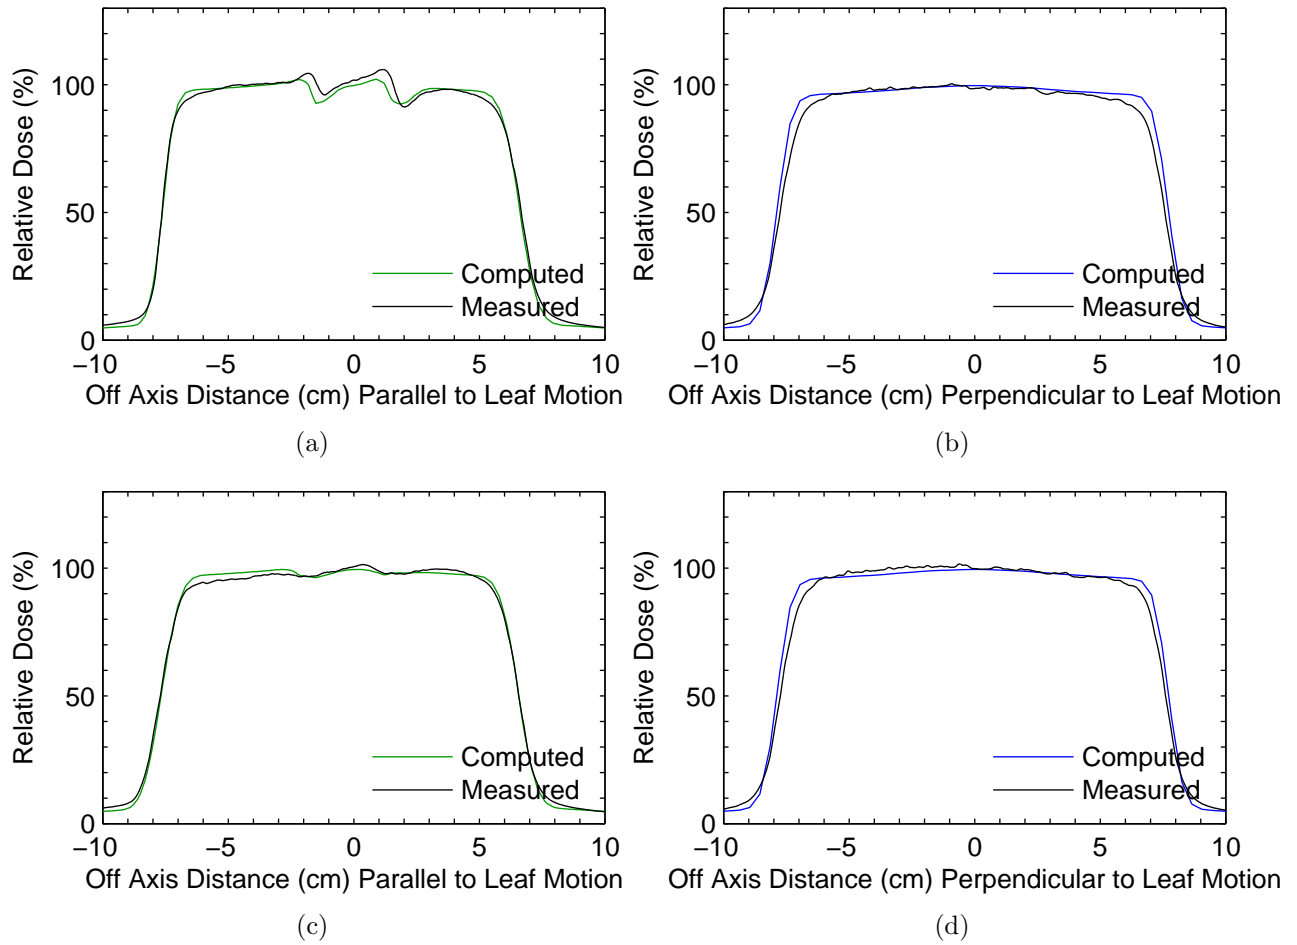 Relative Dose (%)
100
50
0
Computed
Measured
−10 −5 0 5 10
Off Axis Distance (cm) Parallel to Leaf Motion
(a)
Relative Dose (%)
100
50
0
Computed
Measured
−10 −5 0 5 10
Off Axis Distance (cm) Perpendicular to Leaf Motion
(b)
Relative Dose (%)
100
50
0
Computed
Measured
−10 −5 0 5 10
Off Axis Distance (cm) Parallel to Leaf Motion
(c)
Relative Dose (%)
100
50
0
Computed
Measured
−10 −5 0 5 10
Off Axis Distance (cm) Perpendicular to Leaf Motion
(d)